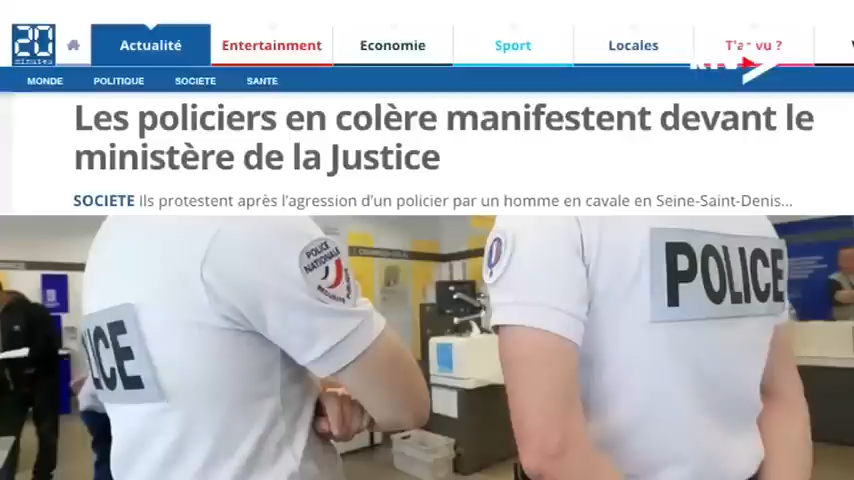 20
minutes
Actualité
Entertainment
Economie
Sport
Locales
T'as vu ?
MONDE
POLITIQUE
SOCIETE
SANTE
Les policiers en colère manifestent devant le
ministère de la Justice
SOCIETE Ils protestent après l'agression d'un policier par un homme en cavale en Seine-Saint-Denis...
POLICE
NATIONALE
SECURITE PUBLIQUE
LICE
POLICE